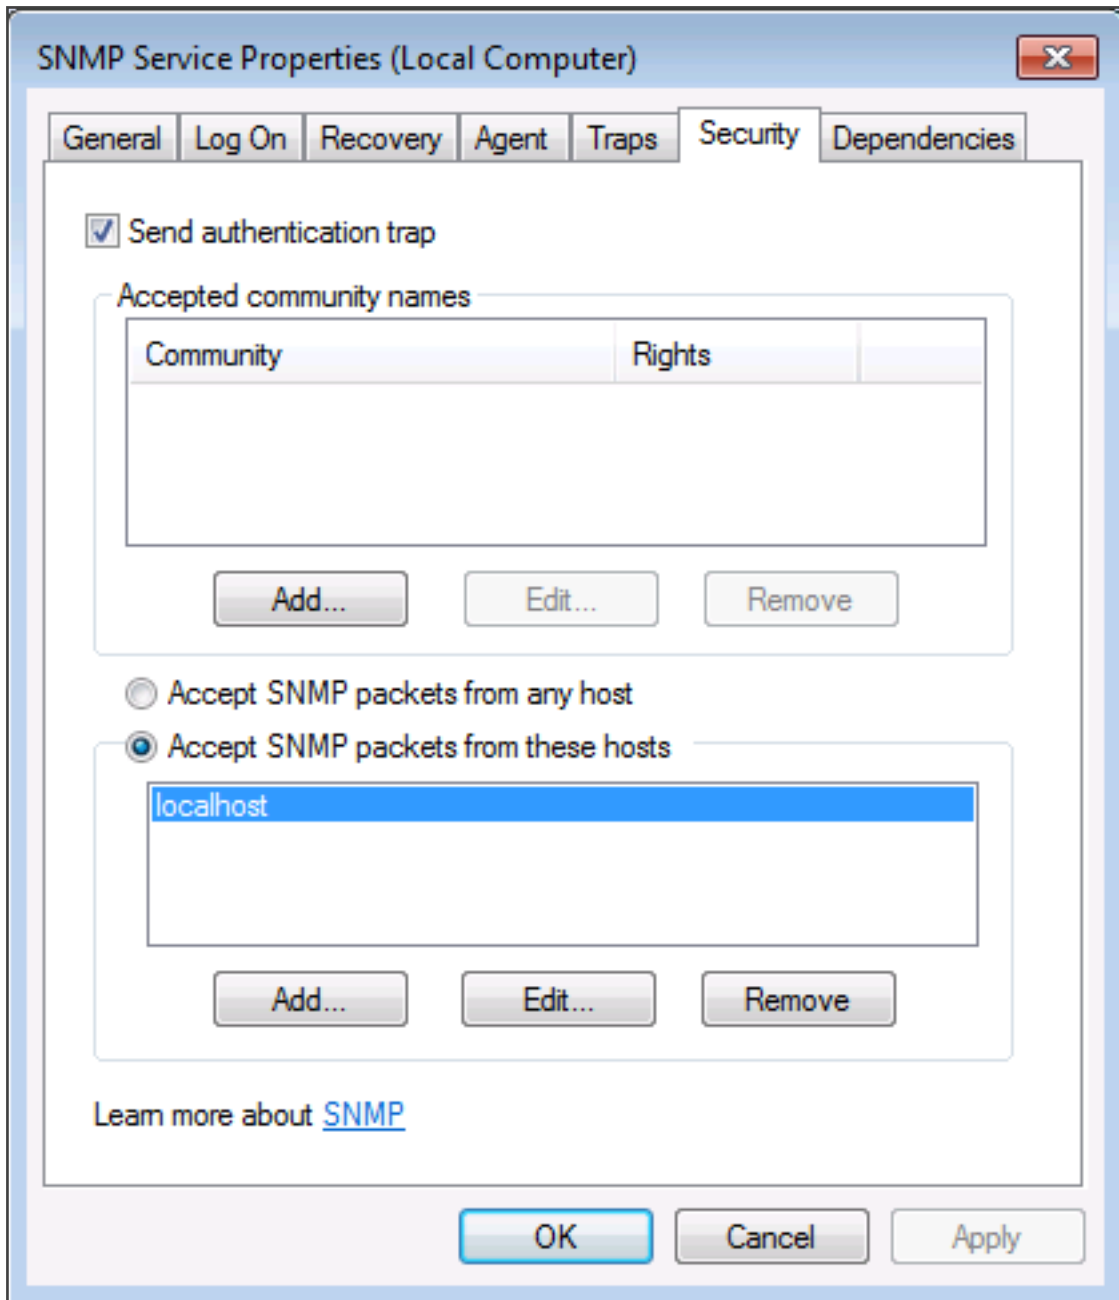 SNMP Service Properties (Local Computer)
General Log On Recovery Agent Traps Security Dependencies
Send authentication trap
Accepted community names
Community Rights
Add... Edit... Remove
Accept SNMP packets from any host
Accept SNMP packets from these hosts
localhost
Add... Edit... Remove
Learn more about SNMP
OK Cancel Apply